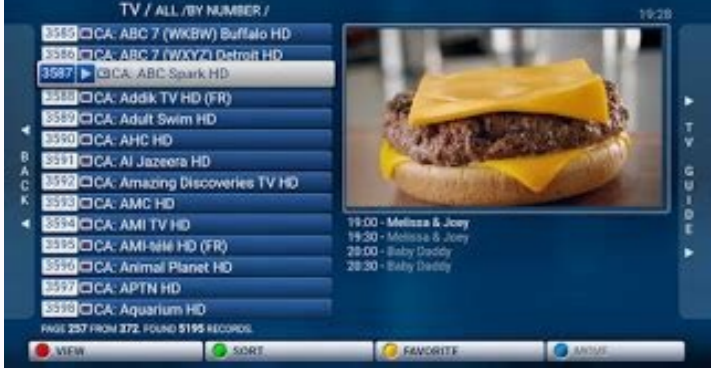 TV / ALL /BY NUMBER /
19:28
3585 CA: ABC 7 (WKBW) Buffalo HD
3586 CA: ABC 7 (WXYZ) Detroit HD
3587 CA: ABC Spark HD
3588 CA: Addik TV HD (FR)
3589 CA: Adult Swim HD
3590 CA: AHC HD
3591 CA: Al Jazeera HD
3592 CA: Amazing Discoveries TV HD
3593 CA: AMC HD
3594 CA: AMI TV HD
3595 CA: AMI-télé HD (FR)
3596 CA: Animal Planet HD
3597 CA: APTN HD
3598 CA: Aquarium HD
PAGE 257 FROM 372. FOUND 5195 RECORDS.
BACK
19:00 - Melissa & Joey
19:30 - Melissa & Joey
20:00 - Baby Daddy
20:30 - Baby Daddy
TV GUIDE
VIEW
SORT
FAVORITE
MOVE